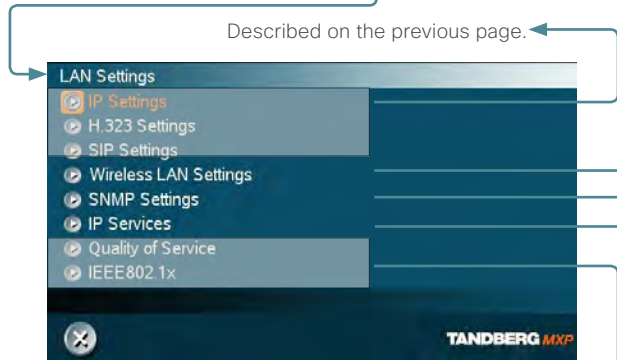 Described on the previous page.
LAN Settings
IP Settings
H.323 Settings
SIP Settings
Wireless LAN Settings
SNMP Settings
IP Services
Quality of Service
IEEE802.1x
TANDBERG MXP